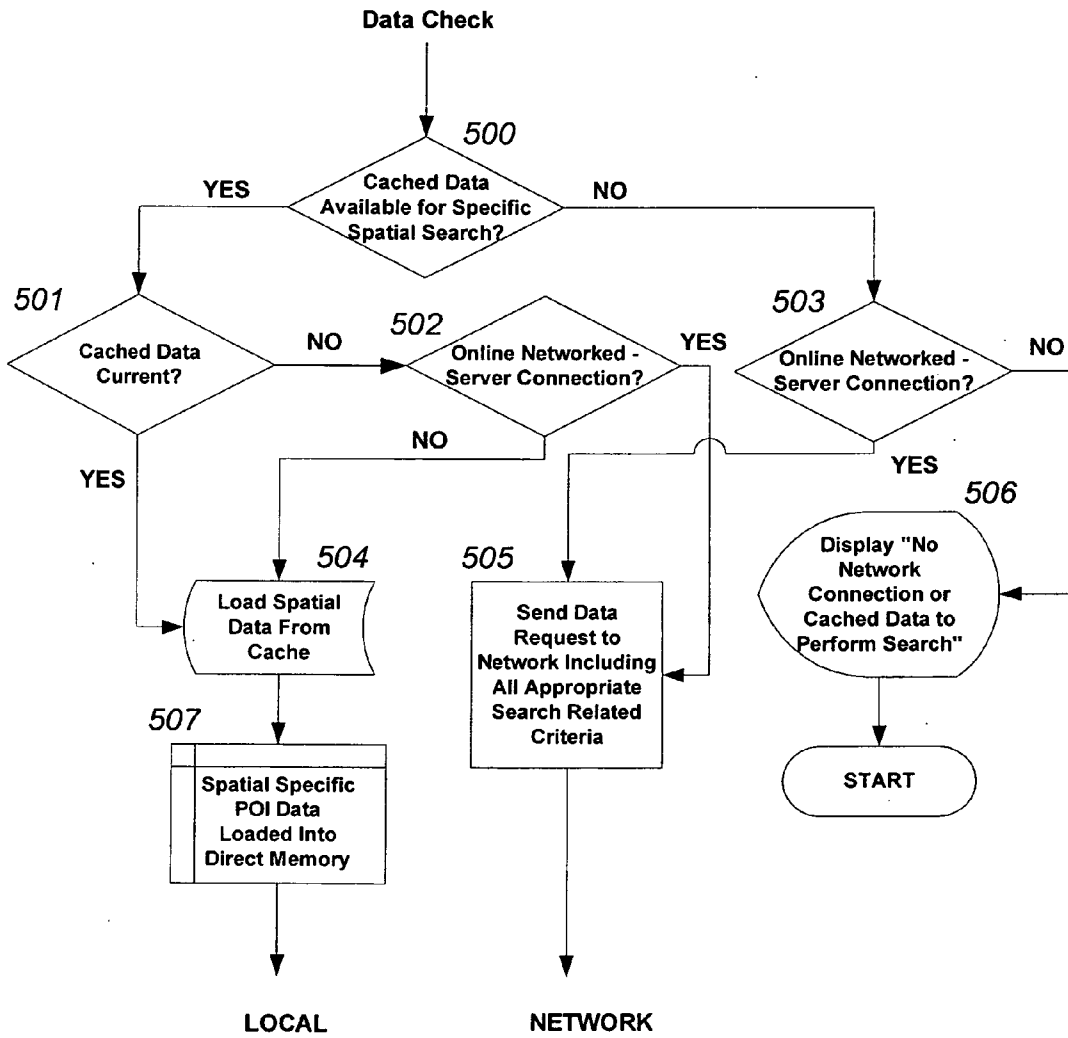 Data Check
500
Cached Data
Available for Specific
Spatial Search?
YES
NO
501
Cached Data
Current?
NO
502
Online Networked -
Server Connection?
YES
503
Online Networked -
Server Connection?
NO
YES
NO
YES
504
Load Spatial
Data From
Cache
505
Send Data
Request to
Network Including
All Appropriate
Search Related
Criteria
506
Display "No
Network
Connection or
Cached Data to
Perform Search"
507
Spatial Specific
POI Data
Loaded Into
Direct Memory
START
LOCAL
NETWORK